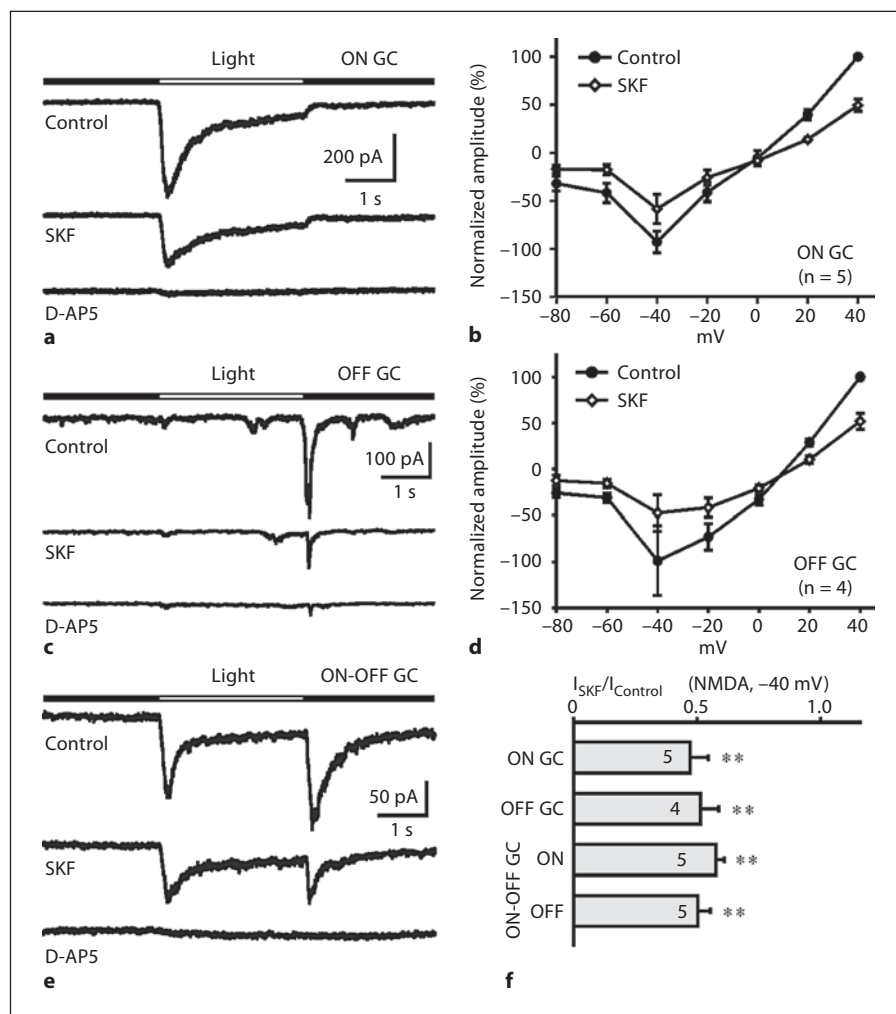 Light ON GC
Control
200 pA
1 s
SKF
D-AP5
a
Normalized amplitude (%)
Control
SKF
100
50
0
−50
−100
−150
−80 −60 −40 −20 0 20 40
mV
ON GC
(n = 5)
b
Light OFF GC
Control
100 pA
1 s
SKF
D-AP5
c
Normalized amplitude (%)
Control
SKF
100
50
0
−50
−100
−150
−80 −60 −40 −20 0 20 40
mV
OFF GC
(n = 4)
d
Light ON-OFF GC
Control
50 pA
1 s
SKF
D-AP5
e
I_SKF/I_Control (NMDA, −40 mV)
0 0.5 1.0
ON GC 5 **
OFF GC 4 **
ON-OFF GC
ON 5 **
OFF 5 **
f